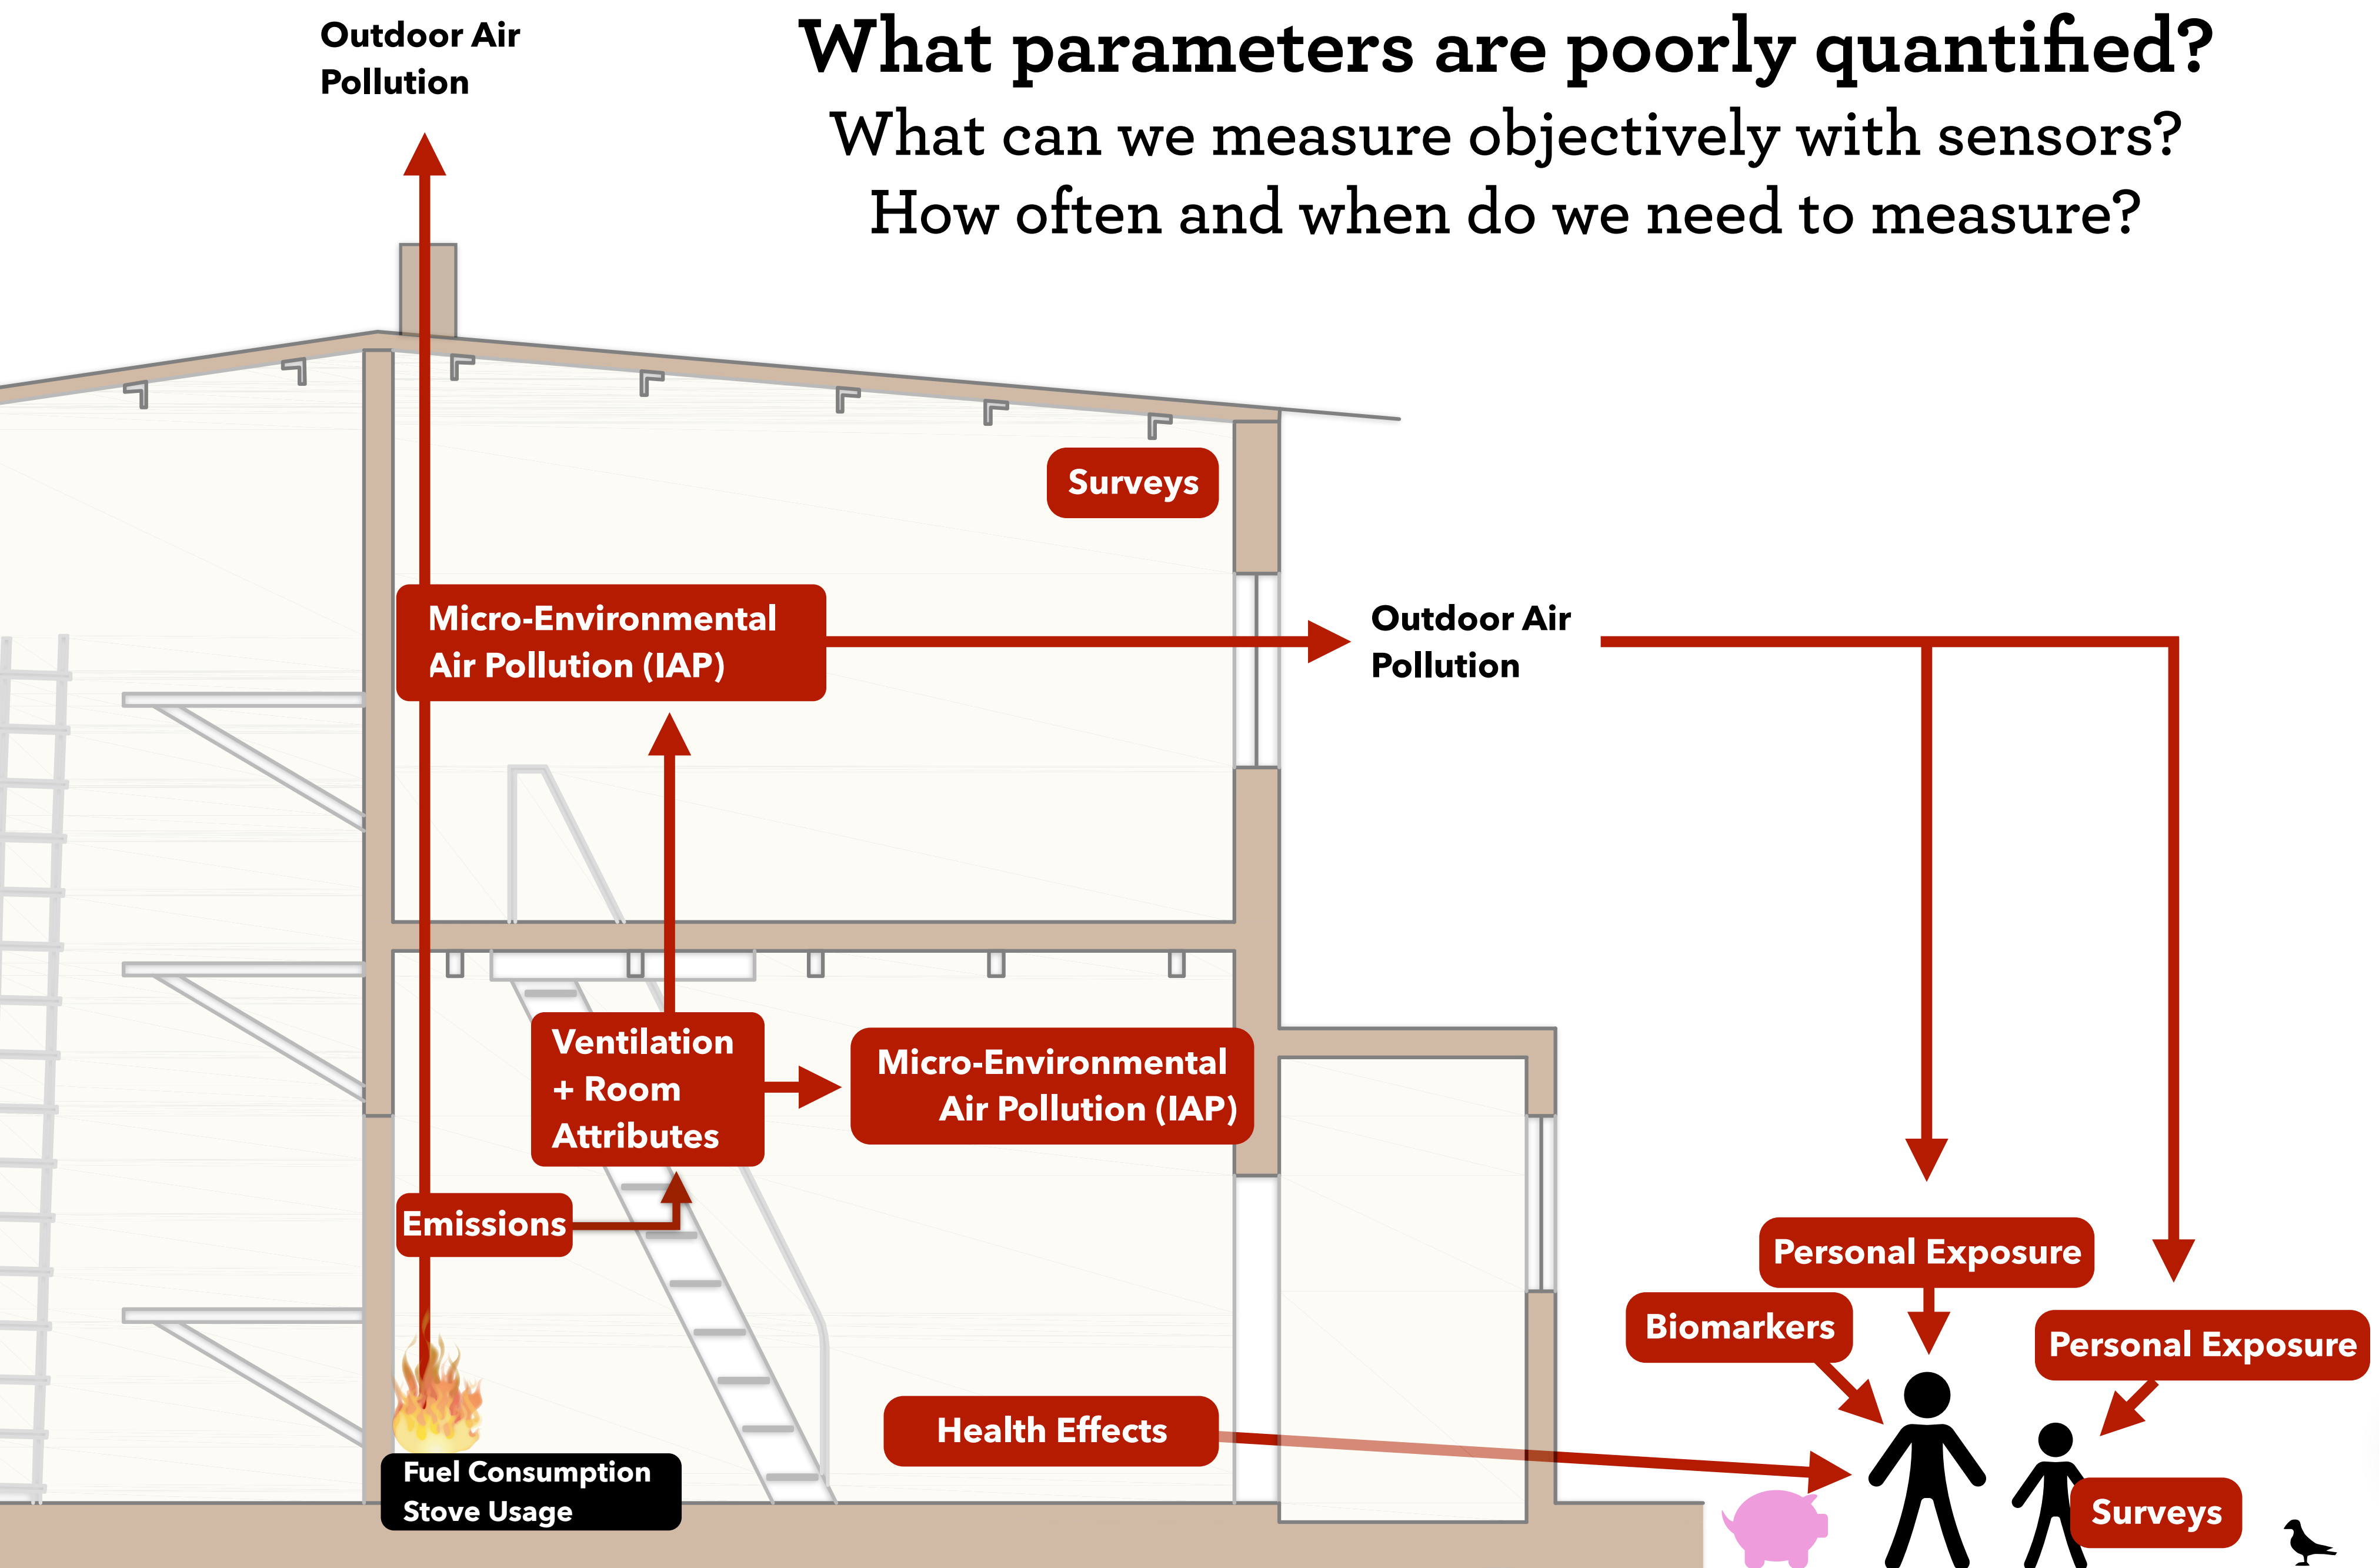 Outdoor Air
Pollution
What parameters are poorly quantified?
What can we measure objectively with sensors?
How often and when do we need to measure?
Surveys
Micro-Environmental
Air Pollution (IAP)
Outdoor Air
Pollution
Ventilation
+ Room
Attributes
Micro-Environmental
Air Pollution (IAP)
Emissions
Personal Exposure
Biomarkers
Personal Exposure
Health Effects
Fuel Consumption
Stove Usage
Surveys